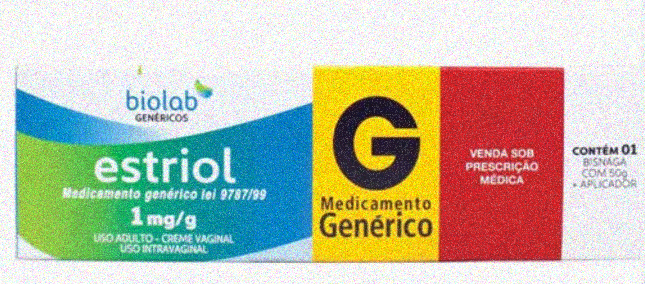 biolab
GENÉRICOS
estriol
Medicamento genérico lei 9787/99
1 mg/g
USO ADULTO - CREME VAGINAL
USO INTRAVAGINAL
G
Medicamento
Genérico
VENDA SOB
PRESCRIÇÃO
MÉDICA
CONTÉM 01
BISNAGA
COM 50g
+ APLICADOR